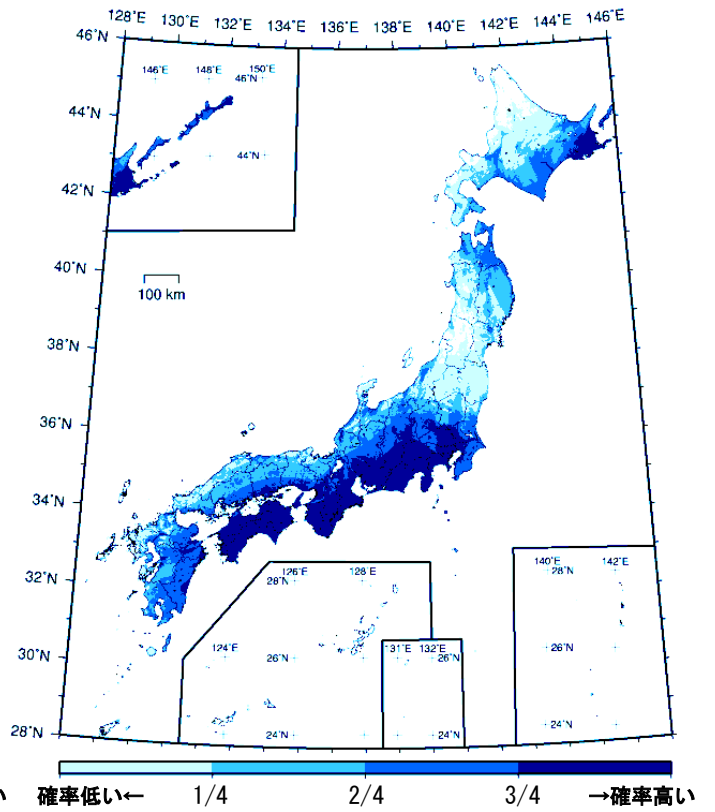 128°E 130°E 132°E 134°E 136°E 138°E 140°E 142°E 144°E 146°E
46°N
146°E 148°E 150°E
46°N
44°N
44°N
42°N
40°N
100 km
38°N
36°N
34°N
32°N
126°E 128°E
28°N
140°E 142°E
28°N
124°E
131°E 132°E
30°N
26°N
26°N
26°N
28°N
24°N
24°N
24°N
い 確率低い← 1/4 2/4 3/4 →確率高い